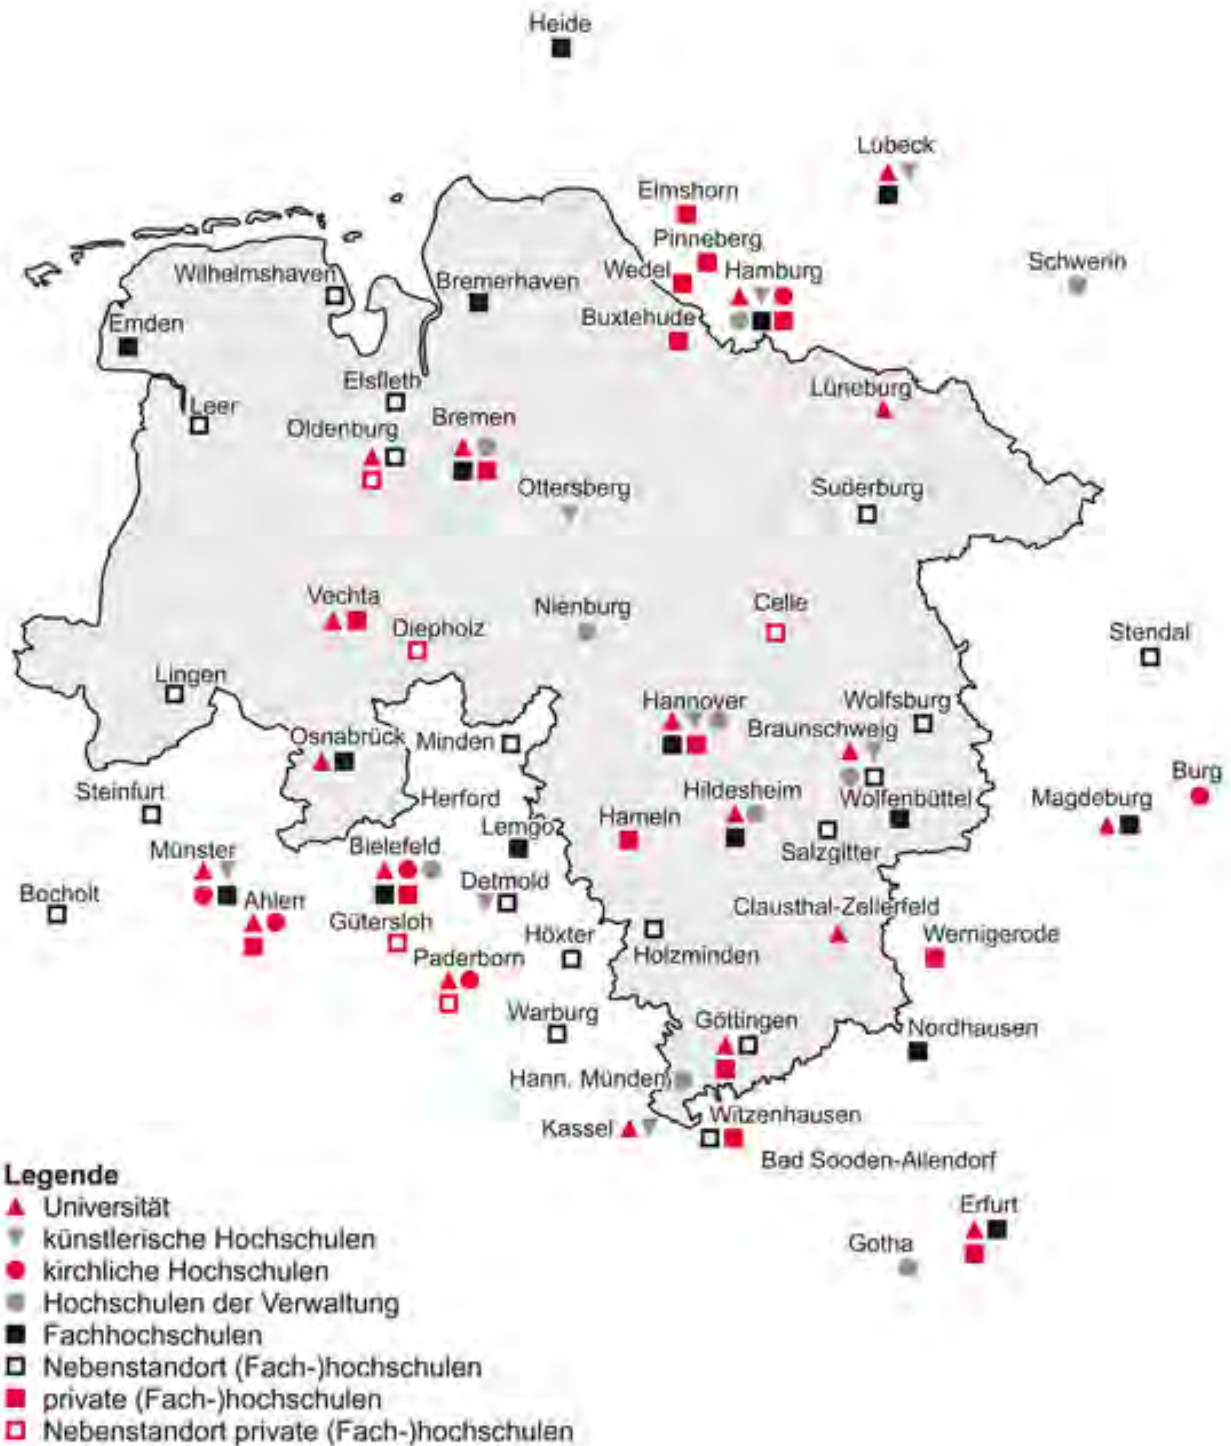 Heide
Lübeck
Elmshorn
Pinneberg
Schwerin
Wedel
Hamburg
Wilhelmshaven
Bremerhaven
Buxtehude
Emden
Elsfleth
Lüneburg
Leer
Oldenburg
Bremen
Ottersberg
Suderburg
Vechta
Nienburg
Celle
Diepholz
Stendal
Lingen
Hannover
Wolfsburg
Braunschweig
Osnabrück
Minden
Burg
Steinfurt
Herford
Hildesheim
Wolfenbüttel
Magdeburg
Hameln
Lemgo
Münster
Bielefeld
Salzgitter
Detmold
Bocholt
Ahlen
Clausthal-Zellerfeld
Gütersloh
Höxter
Wernigerode
Paderborn
Holzminden
Warburg
Göttingen
Nordhausen
Hann. Münden
Witzenhausen
Kassel
Bad Sooden-Allendorf
Erfurt
Gotha
Legende
Universität
künstlerische Hochschulen
kirchliche Hochschulen
Hochschulen der Verwaltung
Fachhochschulen
Nebenstandort (Fach-)hochschulen
private (Fach-)hochschulen
Nebenstandort private (Fach-)hochschulen